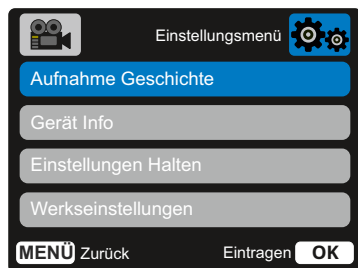 Einstellungsmenü
Aufnahme Geschichte
Gerät Info
Einstellungen Halten
Werkseinstellungen
MENÜ Zurück Eintragen OK